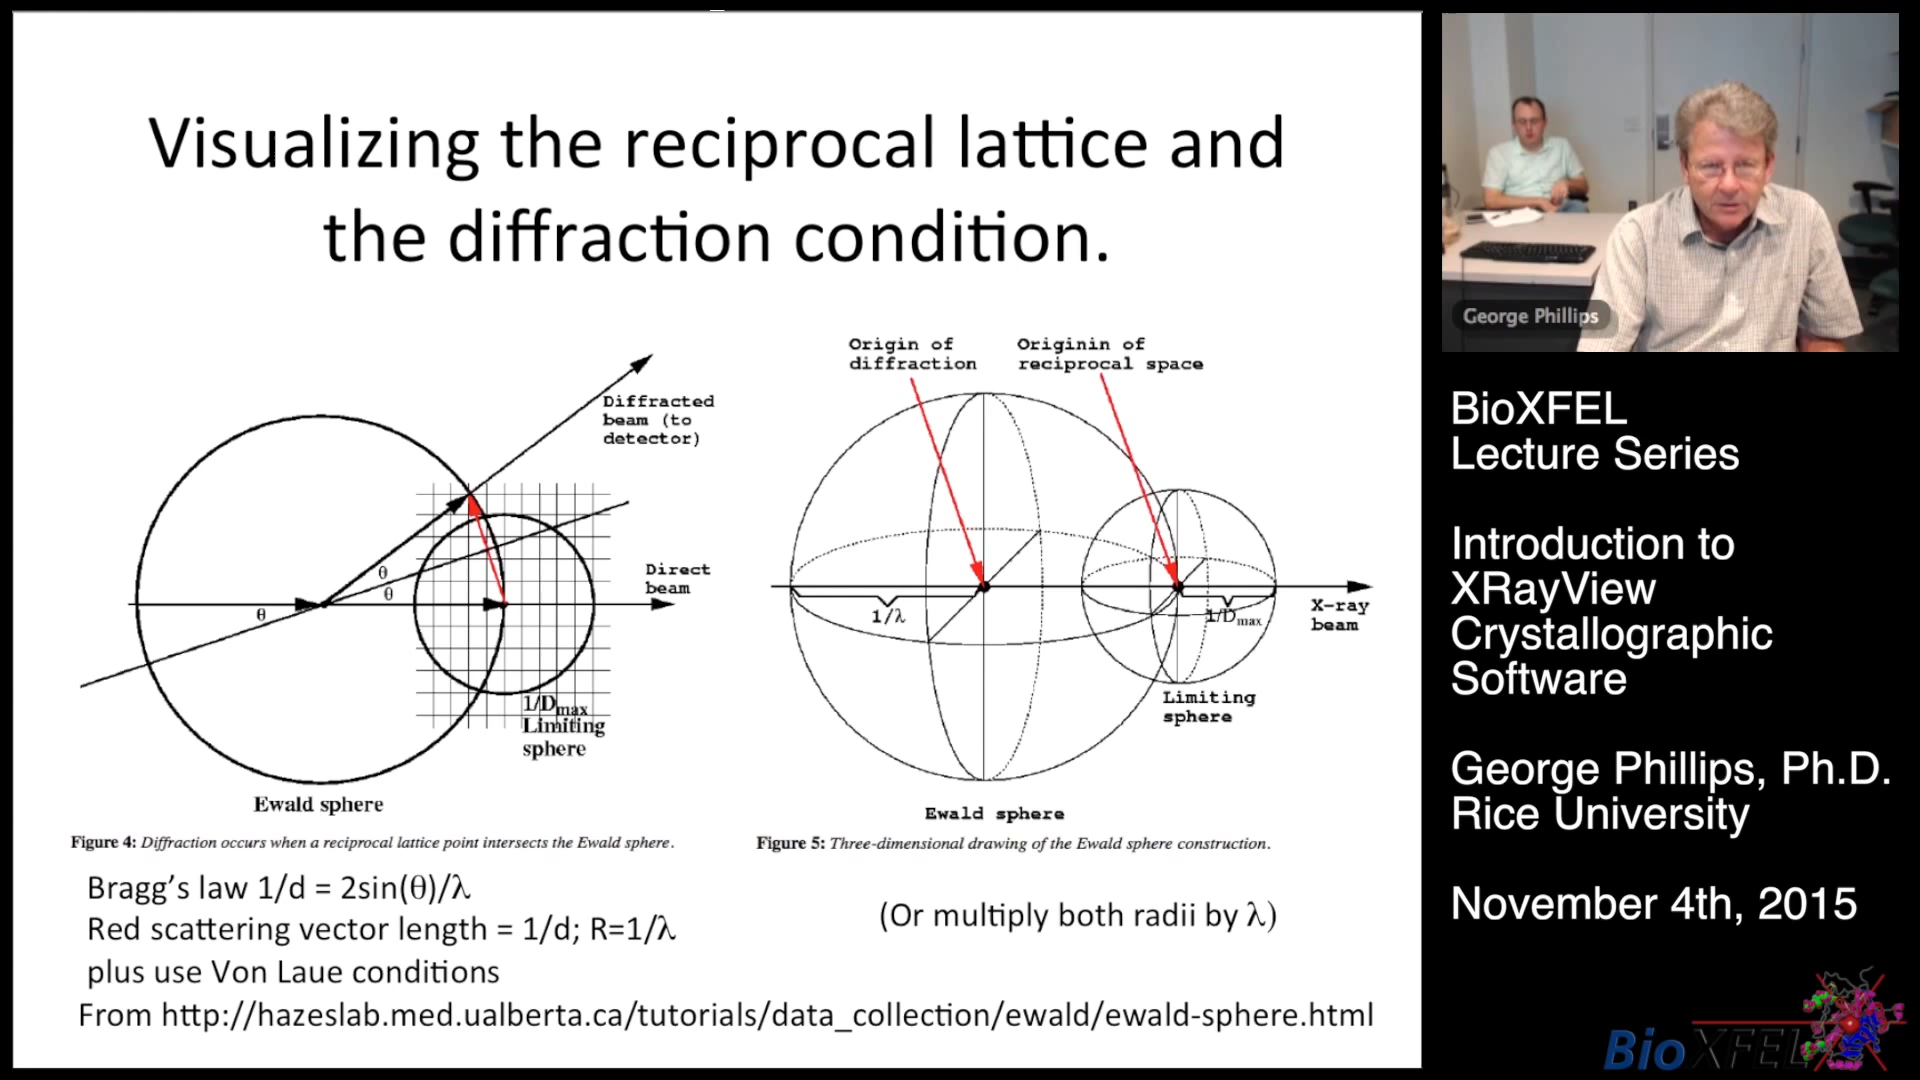 Visualizing the reciprocal lattice and
the diffraction condition.
Diffracted
beam (to
detector)
θ
θ
θ
Direct
beam
1/Dmax
Limiting
sphere
Ewald sphere
Figure 4: Diffraction occurs when a reciprocal lattice point intersects the Ewald sphere.
Origin of
diffraction
Originin of
reciprocal space
1/λ
1/Dmax
X-ray
beam
Limiting
sphere
Ewald sphere
Figure 5: Three-dimensional drawing of the Ewald sphere construction.
Bragg’s law 1/d = 2sin(θ)/λ
Red scattering vector length = 1/d; R=1/λ
plus use Von Laue conditions
(Or multiply both radii by λ)
From http://hazeslab.med.ualberta.ca/tutorials/data_collection/ewald/ewald-sphere.html
George Phillips
BioXFEL
Lecture Series
Introduction to
XRayView
Crystallographic
Software
George Phillips, Ph.D.
Rice University
November 4th, 2015
BioXFEL